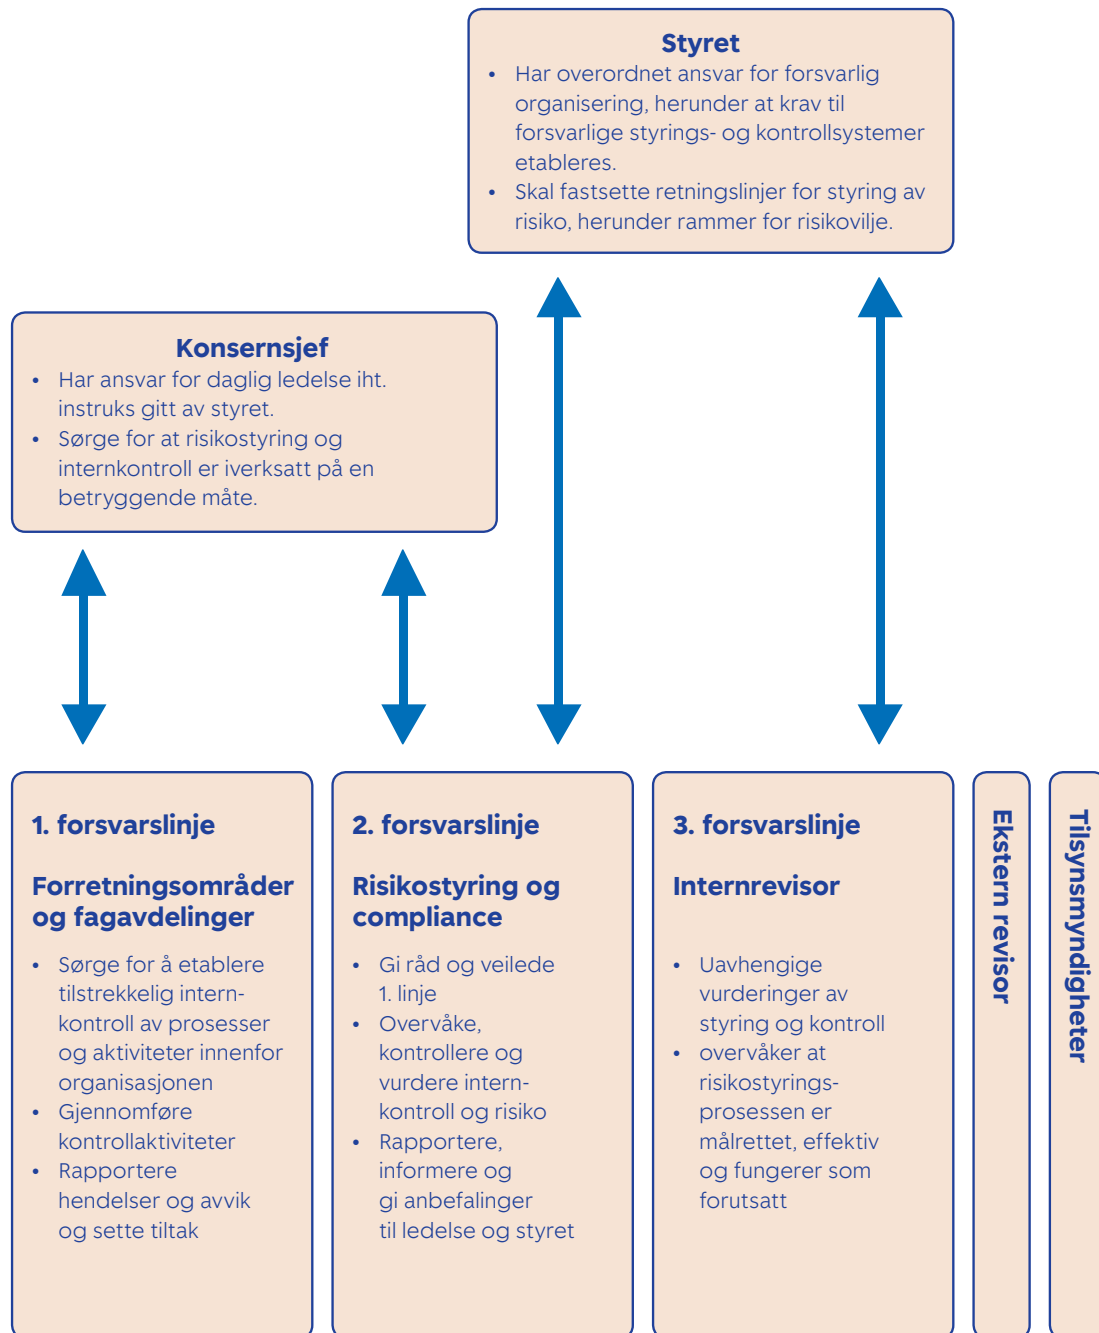 Styret
• Har overordnet ansvar for forsvarlig
organisering, herunder at krav til
forsvarlige styrings- og kontrollsystemer
etableres.
• Skal fastsette retningslinjer for styring av
risiko, herunder rammer for risikovilje.
Konsernsjef
• Har ansvar for daglig ledelse iht.
instruks gitt av styret.
• Sørge for at risikostyring og
internkontroll er iverksatt på en
betryggende måte.
1. forsvarslinje
Forretningsområder
og fagavdelinger
• Sørge for å etablere
tilstrekkelig intern-
kontroll av prosesser
og aktiviteter innenfor
organisasjonen
• Gjennomføre
kontrollaktiviteter
• Rapportere
hendelser og avvik
og sette tiltak
2. forsvarslinje
Risikostyring og
compliance
• Gi råd og veilede
1. linje
• Overvåke,
kontrollere og
vurdere intern-
kontroll og risiko
• Rapportere,
informere og
gi anbefalinger
til ledelse og styret
3. forsvarslinje
Internrevisor
• Uavhengige
vurderinger av
styring og kontroll
• overvåker at
risikostyrings-
prosessen er
målrettet, effektiv
og fungerer som
forutsatt
Ekstern revisor
Tilsynsmyndigheter